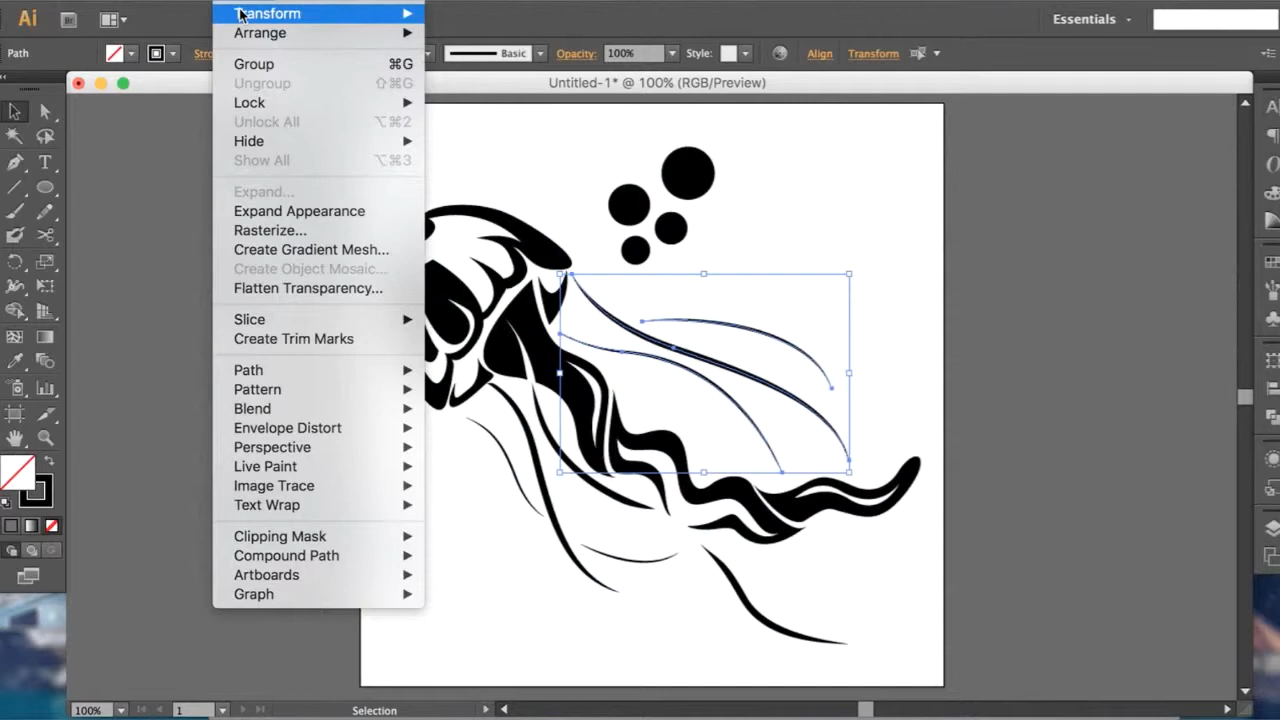 Ai Br Essentials
Path Stro Basic Opacity: 100% Style: Align Transform
Untitled-1* @ 100% (RGB/Preview)
Transform
Arrange
Group ⌘G
Ungroup ⇧⌘G
Lock
Unlock All ⌥⌘2
Hide
Show All ⌥⌘3
Expand...
Expand Appearance
Rasterize...
Create Gradient Mesh...
Create Object Mosaic...
Flatten Transparency...
Slice
Create Trim Marks
Path
Pattern
Blend
Envelope Distort
Perspective
Live Paint
Image Trace
Text Wrap
Clipping Mask
Compound Path
Artboards
Graph
100% 1 Selection